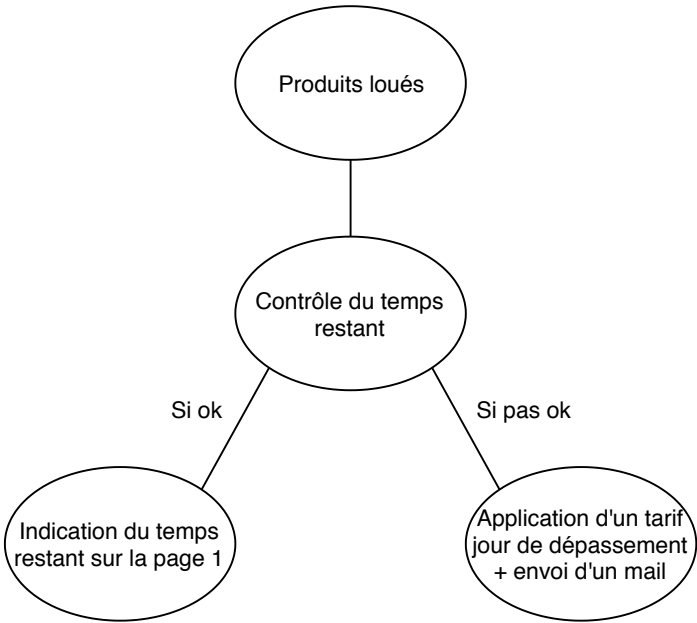 Produits loués
Contrôle du temps
restant
Si ok
Si pas ok
Indication du temps
restant sur la page 1
Application d'un tarif
jour de dépassement
+ envoi d'un mail